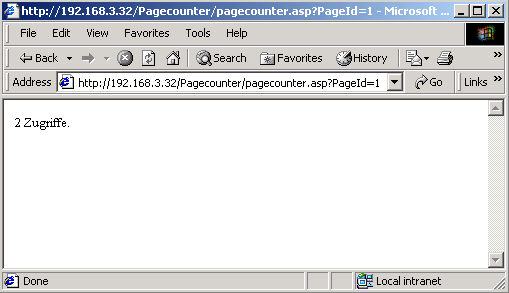 http://192.168.3.32/Pagecounter/pagecounter.asp?PageId=1 - Microsoft ...
File Edit View Favorites Tools Help
Back Search Favorites History »
Address http://192.168.3.32/Pagecounter/pagecounter.asp?PageId=1 Go Links »
2 Zugriffe.
Done Local intranet